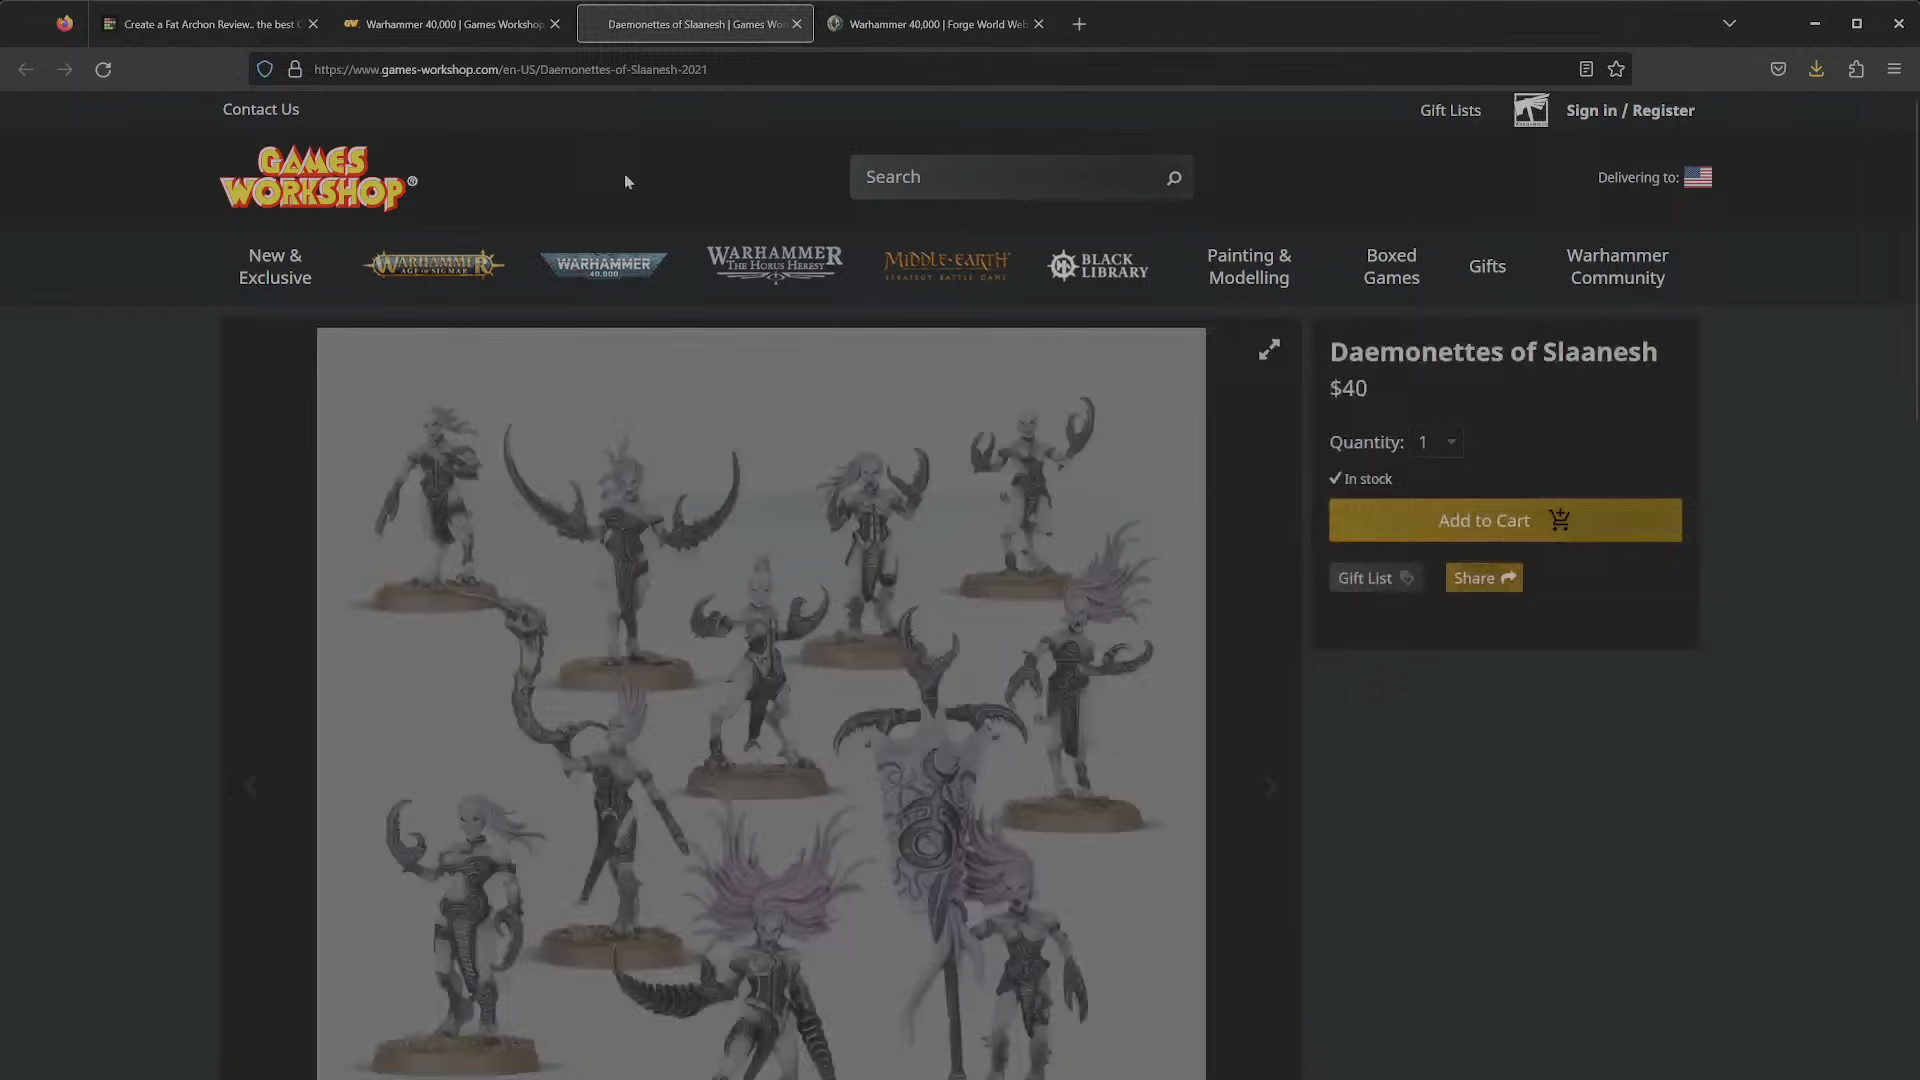 Create a Fat Archon Review.. the best
Warhammer 40,000 | Games Workshop
Daemonettes of Slaanesh | Games Wo
Warhammer 40,000 | Forge World Web
https://www.games-workshop.com/en-US/Daemonettes-of-Slaanesh-2021
Contact Us
Gift Lists
Sign in / Register
GAMES
WORKSHOP®
Search
Delivering to:
New &
Exclusive
WARHAMMER
AGE OF SIGMAR
WARHAMMER
40,000
WARHAMMER
THE HORUS HERESY
MIDDLE-EARTH
STRATEGY BATTLE GAME
BLACK
LIBRARY
Painting &
Modelling
Boxed
Games
Gifts
Warhammer
Community
Daemonettes of Slaanesh
$40
Quantity: 1
In stock
Add to Cart
Gift List
Share